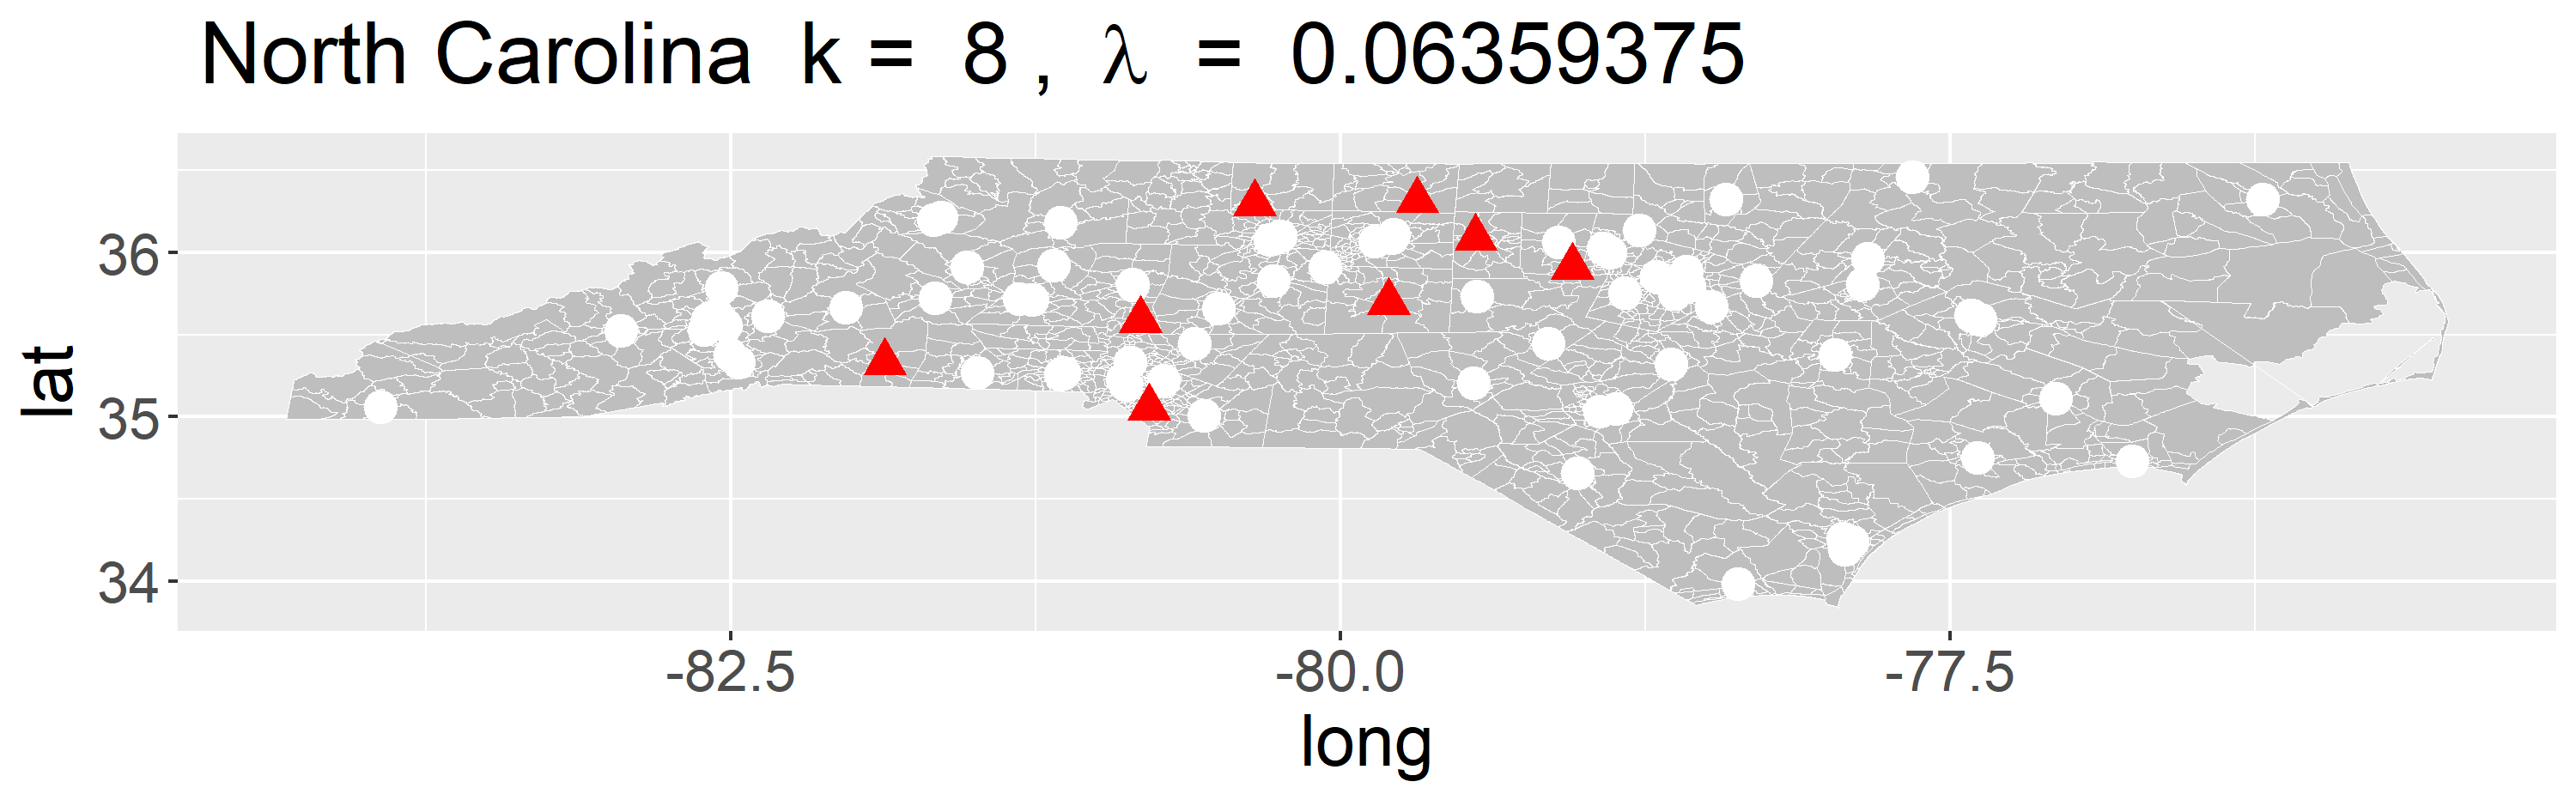 North Carolina k = 8 , λ = 0.06359375
lat
36
35
34
-82.5 -80.0 -77.5
long